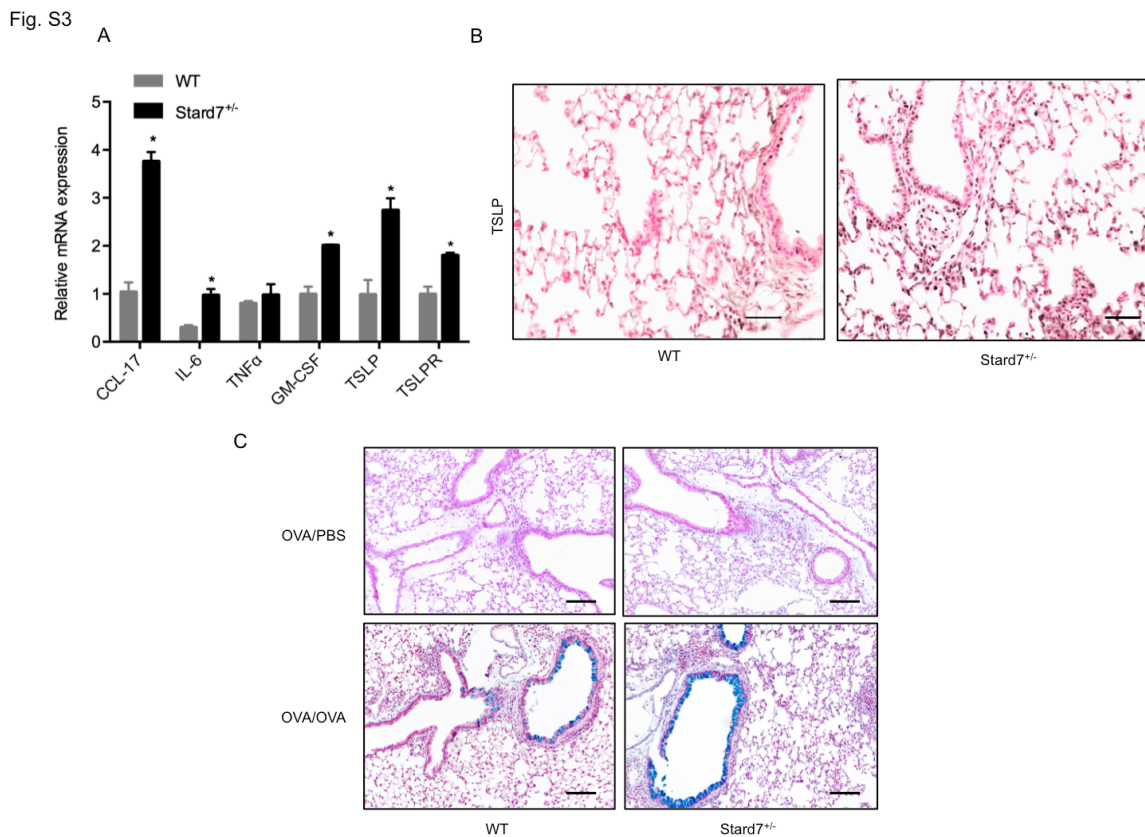 Fig. S3
A
WT
Stard7+/-
Relative mRNA expression
5
4
3
2
1
0
*
*
*
*
*
CCL-17
IL-6
TNFα
GM-CSF
TSLP
TSLPR
B
TSLP
WT
Stard7+/-
C
OVA/PBS
OVA/OVA
WT
Stard7+/-